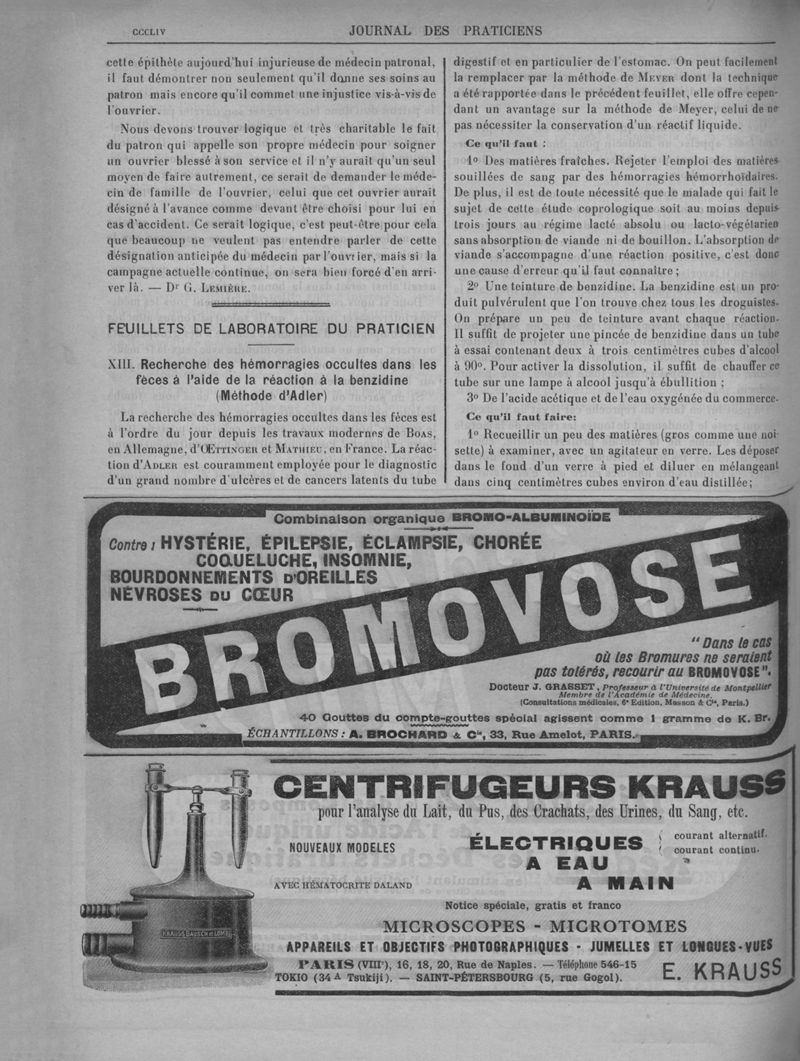 CCCLIV
JOURNAL DES PRATICIENS
cette épithète aujourd'hui injurieuse de médecin patronal,
il faut démontrer non seulement qu'il donne ses soins au
patron mais encore qu'il commet une injustice vis-à-vis de
l'ouvrier.
Nous devons trouver logique et très charitable le fait
du patron qui appelle son propre médecin pour soigner
un ouvrier blessé à son service et il n'y aurait qu'un seul
moyen de faire autrement, ce serait de demander le méde-
cin de famille de l'ouvrier, celui que cet ouvrier aurait
désigné à l'avance comme devant être choisi pour lui en
cas d'accident. Ce serait logique, c'est peut-être pour cela
que beaucoup ne veulent pas entendre parler de cette
désignation anticipée du médecin par l'ouvrier, mais si la
campagne actuelle continue, on sera bien forcé d'en arri-
ver là. — Dr G. LEMIÈRE.
FEUILLETS DE LABORATOIRE DU PRATICIEN
XIII. Recherche des hémorragies occultes dans les
fèces à l'aide de la réaction à la benzidine
(Méthode d'Adler)
La recherche des hémorragies occultes dans les fèces est
à l'ordre du jour depuis les travaux modernes de BOAS,
en Allemagne, d'ŒTTINGER et MATHIEU, en France. La réac-
tion d'ADLER est couramment employée pour le diagnostic
d'un grand nombre d'ulcères et de cancers latents du tube
digestif et en particulier de l'estomac. On peut facilement
la remplacer par la méthode de MEYER dont la technique
a été rapportée dans le précédent feuillet, elle offre cepen-
dant un avantage sur la méthode de Meyer, celui de ne
pas nécessiter la conservation d'un réactif liquide.
Ce qu'il faut :
1º Des matières fraîches. Rejeter l'emploi des matières
souillées de sang par des hémorragies hémorrhoïdaires.
De plus, il est de toute nécessité que le malade qui fait le
sujet de cette étude coprologique soit au moins depuis
trois jours au régime lacté absolu ou lacto-végétarien
sans absorption de viande ni de bouillon. L'absorption de
viande s'accompagne d'une réaction positive, c'est donc
une cause d'erreur qu'il faut connaître ;
2º Une teinture de benzidine. La benzidine est un pro-
duit pulvérulent que l'on trouve chez tous les droguistes.
On prépare un peu de teinture avant chaque réaction.
Il suffit de projeter une pincée de benzidine dans un tube
à essai contenant deux à trois centimètres cubes d'alcool
à 90º. Pour activer la dissolution, il suffit de chauffer ce
tube sur une lampe à alcool jusqu'à ébullition ;
3º De l'acide acétique et de l'eau oxygénée du commerce.
Ce qu'il faut faire:
1º Recueillir un peu des matières (gros comme une noi
sette) à examiner, avec un agitateur en verre. Les déposer
dans le fond d'un verre à pied et diluer en mélangeant
dans cinq centimètres cubes environ d'eau distillée;
Combinaison organique BROMO-ALBUMINOÏDE
Contre : HYSTÉRIE, ÉPILEPSIE, ÉCLAMPSIE, CHORÉE
COQUELUCHE, INSOMNIE,
BOURDONNEMENTS D'OREILLES
NÉVROSES DU CŒUR
BROMOVOSE
"Dans le cas
où les Bromures ne seraient
pas tolérés, recourir au BROMOVOSE".
Docteur J. GRASSET, Professeur à l'Université de Montpellier
Membre de l'Académie de Médecine.
(Consultations médicales, 6e Edition, Masson & Cie, Paris.)
40 Gouttes du compte-gouttes spécial agissent comme 1 gramme de K. Br.
ÉCHANTILLONS : A. BROCHARD & Cie, 33, Rue Amelot, PARIS.
CENTRIFUGEURS KRAUSS
pour l'analyse du Lait, du Pus, des Crachats, des Urines, du Sang, etc.
NOUVEAUX MODELES
ÉLECTRIQUES { courant alternatif.
courant continu.
A EAU
AVEC HÉMATOCRITE DALAND
A MAIN
Notice spéciale, gratis et franco
MICROSCOPES - MICROTOMES
APPAREILS ET OBJECTIFS PHOTOGRAPHIQUES - JUMELLES ET LONGUES-VUES
PARIS (VIIIe), 16, 18, 20, Rue de Naples. — Téléphone 546-15
TOKIO (34 A Tsukiji). — SAINT-PÉTERSBOURG (5, rue Gogol).
E. KRAUSS
KRAUSS BAUSCH et LOMB